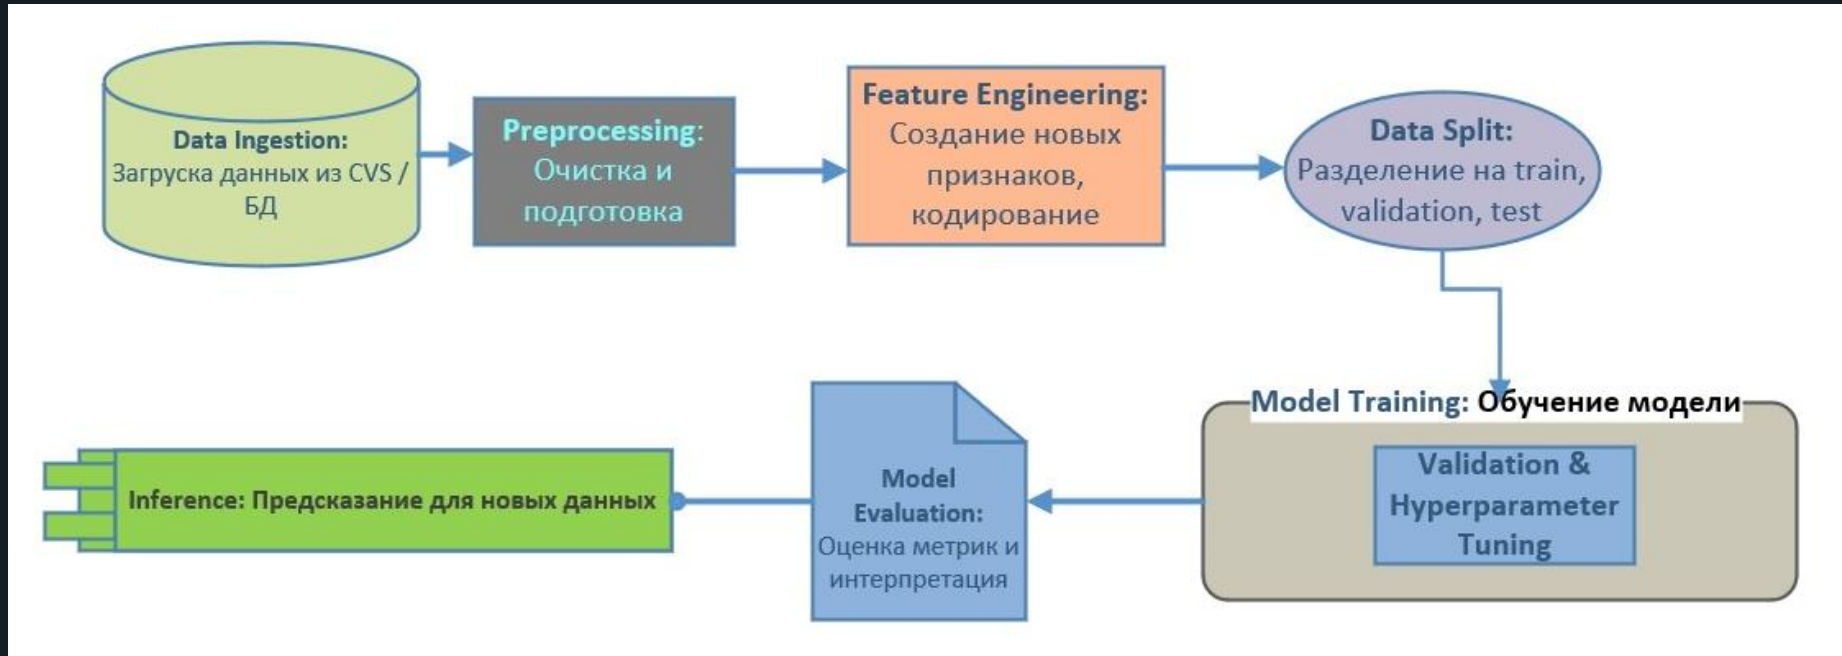 Data Ingestion:
Загруска данных из CVS /
БД
Preprocessing:
Очистка и
подготовка
Feature Engineering:
Создание новых
признаков,
кодирование
Data Split:
Разделение на train,
validation, test
Model Training: Обучение модели
Validation &
Hyperparameter
Tuning
Model
Evaluation:
Оценка метрик и
интерпретация
Inference: Предсказание для новых данных